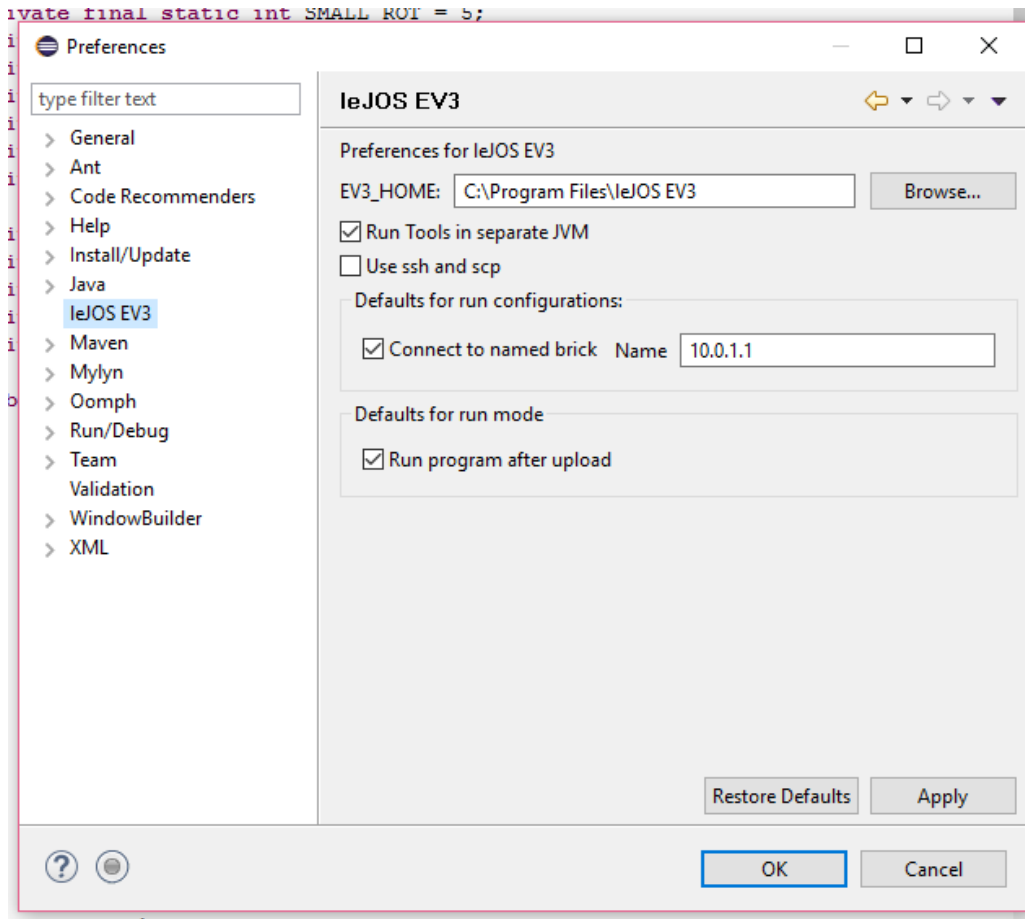 ivate final static int SMALL_ROT = 5;
Preferences
type filter text
General
Ant
Code Recommenders
Help
Install/Update
Java
leJOS EV3
Maven
Mylyn
Oomph
Run/Debug
Team
Validation
WindowBuilder
XML
leJOS EV3
Preferences for leJOS EV3
EV3_HOME: C:\Program Files\leJOS EV3 Browse...
Run Tools in separate JVM
Use ssh and scp
Defaults for run configurations:
Connect to named brick Name 10.0.1.1
Defaults for run mode
Run program after upload
Restore Defaults Apply
OK Cancel